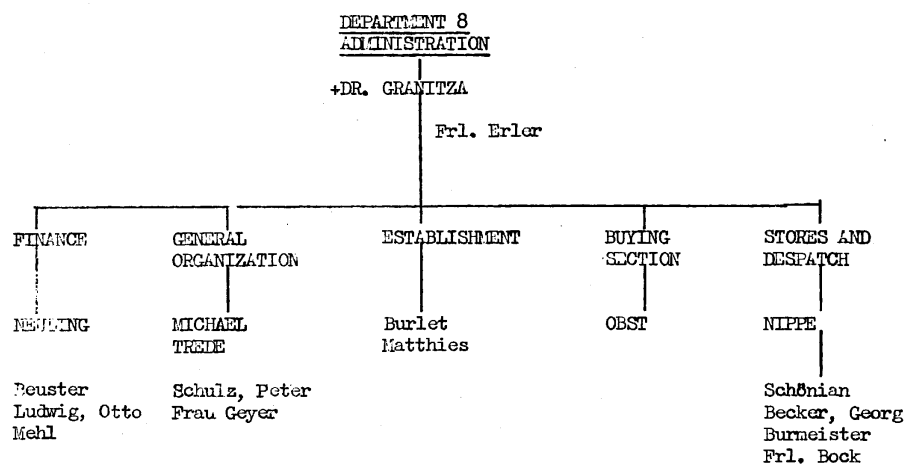 DEPARTMENT 8
ADMINISTRATION
+DR. GRANITZA
Frl. Erler
FINANCE
GENERAL
ORGANIZATION
ESTABLISHMENT
BUYING
SECTION
STORES AND
DESPATCH
MICHAEL
TREDE
Burlet
Matthies
OBST
NIPPE
Ludwig, Otto
Mehl
Schulz, Peter
Frau Geyer
Schönian
Becker, Georg
Burmeister
Frl. Bock